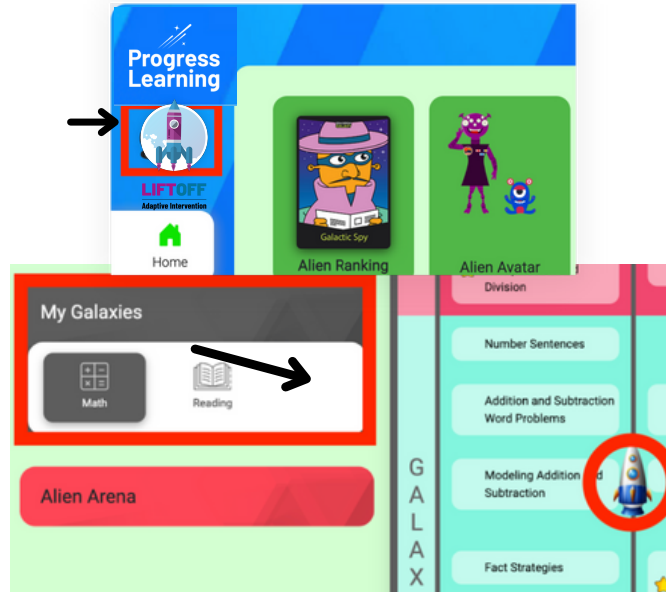 Progress
Learning
LIFTOFF
Adaptive Intervention
Home
Galactic Spy
Alien Ranking
Alien Avatar
My Galaxies
Math
Reading
Alien Arena
GALAX
Division
Number Sentences
Addition and Subtraction
Word Problems
Modeling Addition
Subtraction
Fact Strategies